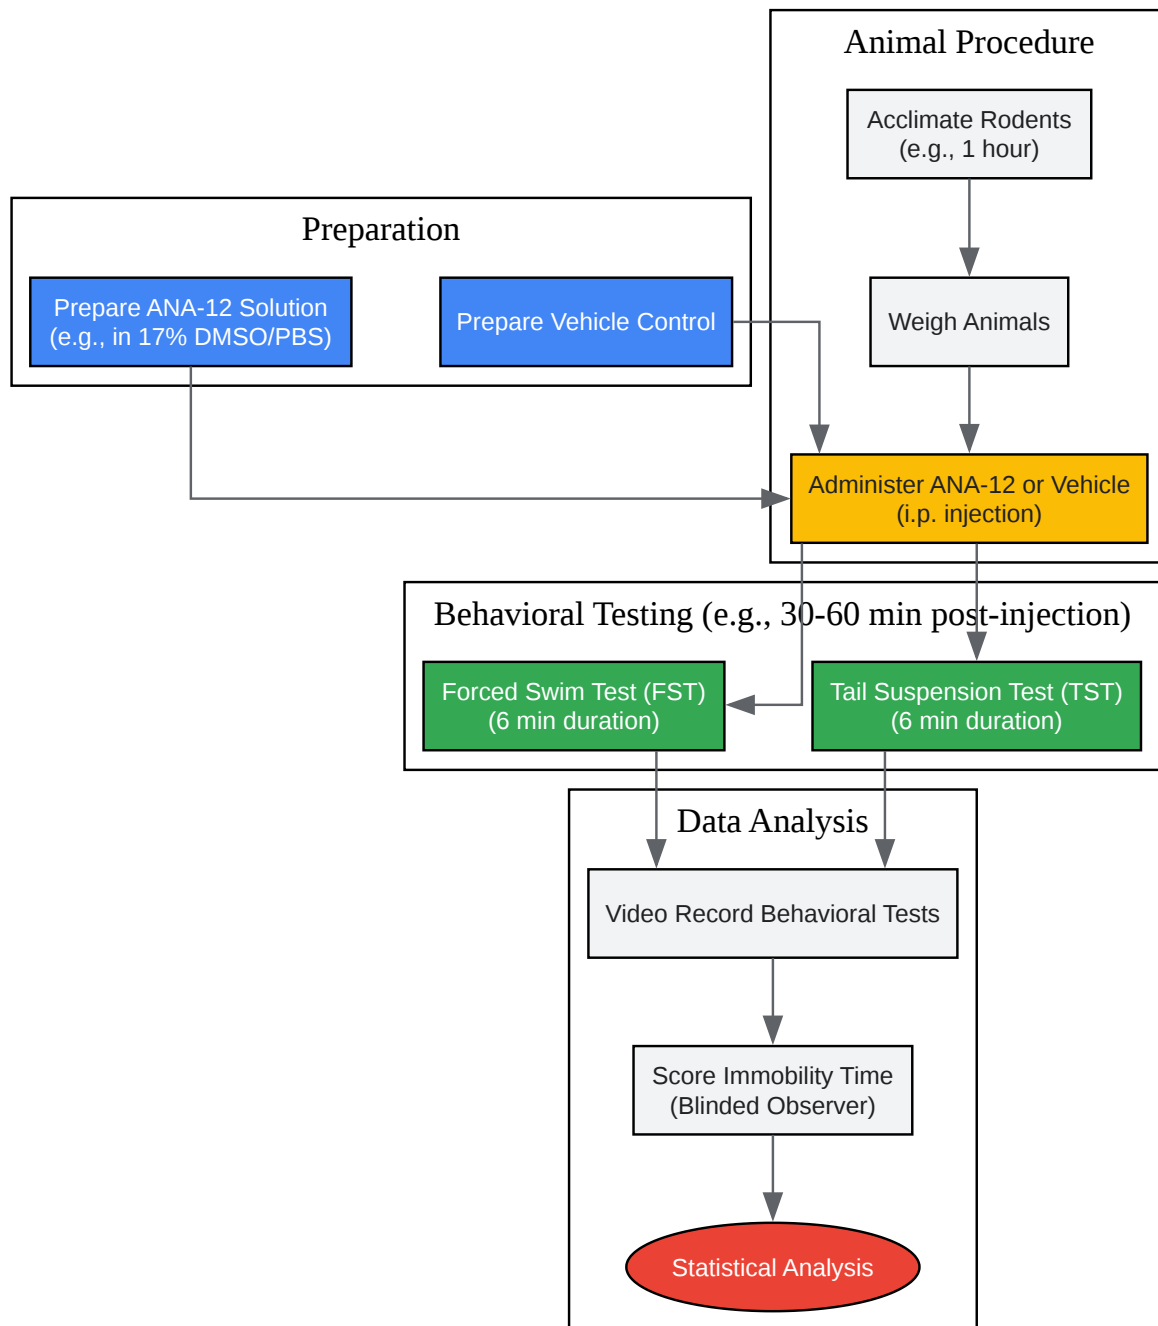 Animal Procedure
Acclimate Rodents
(e.g., 1 hour)
Preparation
Prepare ANA-12 Solution
(e.g., in 17% DMSO/PBS)
Prepare Vehicle Control
Weigh Animals
Administer ANA-12 or Vehicle
(i.p. injection)
Behavioral Testing (e.g., 30-60 min post-injection)
Forced Swim Test (FST)
(6 min duration)
Tail Suspension Test (TST)
(6 min duration)
Data Analysis
Video Record Behavioral Tests
Score Immobility Time
(Blinded Observer)
Statistical Analysis